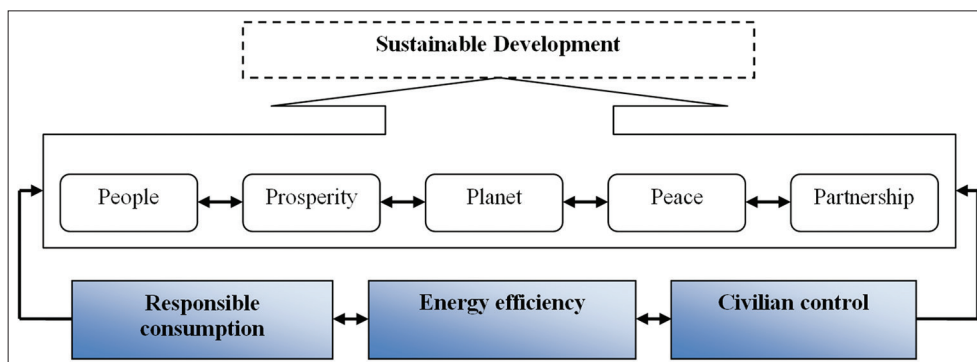 Sustainable Development
People
Prosperity
Planet
Peace
Partnership
Responsible
consumption
Energy efficiency
Civilian control